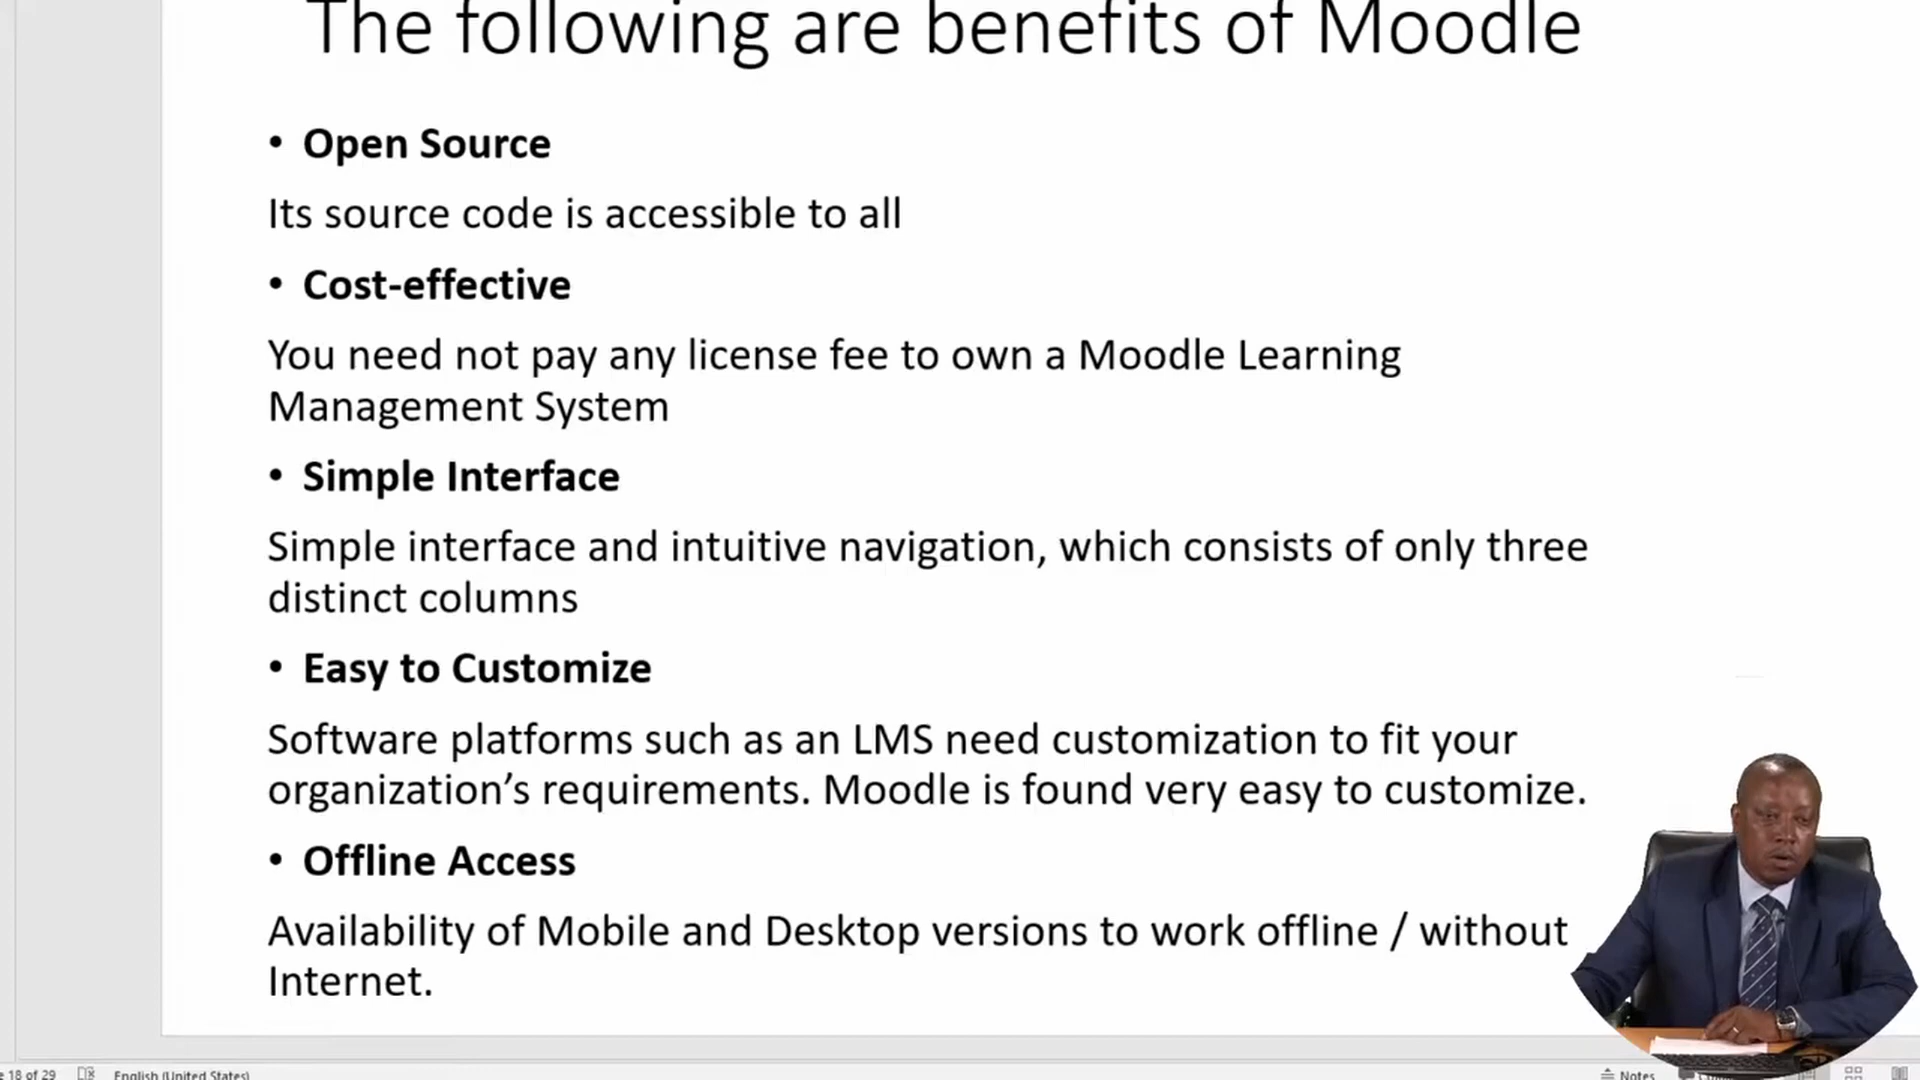 The following are benefits of Moodle
• Open Source
Its source code is accessible to all
• Cost-effective
You need not pay any license fee to own a Moodle Learning
Management System
• Simple Interface
Simple interface and intuitive navigation, which consists of only three
distinct columns
• Easy to Customize
Software platforms such as an LMS need customization to fit your
organization’s requirements. Moodle is found very easy to customize.
• Offline Access
Availability of Mobile and Desktop versions to work offline / without
Internet.
18 of 29 English (United States) Notes